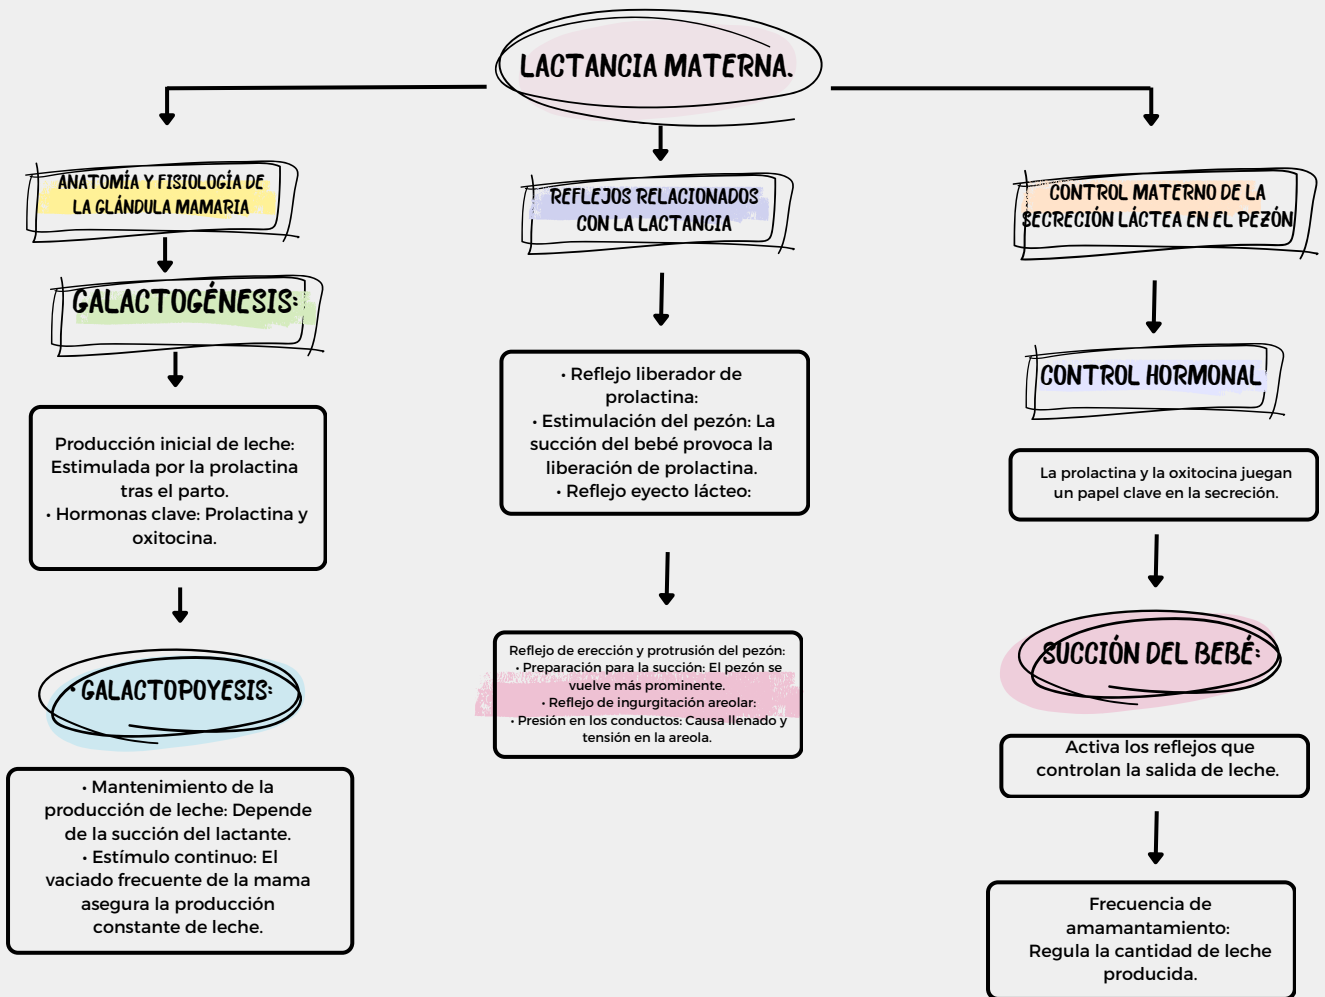 LACTANCIA MATERNA.
ANATOMÍA Y FISIOLOGÍA DE
LA GLÁNDULA MAMARIA
GALACTOGÉNESIS:
Producción inicial de leche:
Estimulada por la prolactina
tras el parto.
• Hormonas clave: Prolactina y
oxitocina.
• GALACTOPOYESIS:
• Mantenimiento de la
producción de leche: Depende
de la succión del lactante.
• Estímulo continuo: El
vaciado frecuente de la mama
asegura la producción
constante de leche.
REFLEJOS RELACIONADOS
CON LA LACTANCIA
• Reflejo liberador de
prolactina:
• Estimulación del pezón: La
succión del bebé provoca la
liberación de prolactina.
• Reflejo eyecto lácteo:
Reflejo de erección y protrusión del pezón:
• Preparación para la succión: El pezón se
vuelve más prominente.
• Reflejo de ingurgitación areolar:
• Presión en los conductos: Causa llenado y
tensión en la areola.
CONTROL MATERNO DE LA
SECRECIÓN LÁCTEA EN EL PEZÓN
CONTROL HORMONAL
La prolactina y la oxitocina juegan
un papel clave en la secreción.
SUCCIÓN DEL BEBÉ:
Activa los reflejos que
controlan la salida de leche.
Frecuencia de
amamantamiento:
Regula la cantidad de leche
producida.